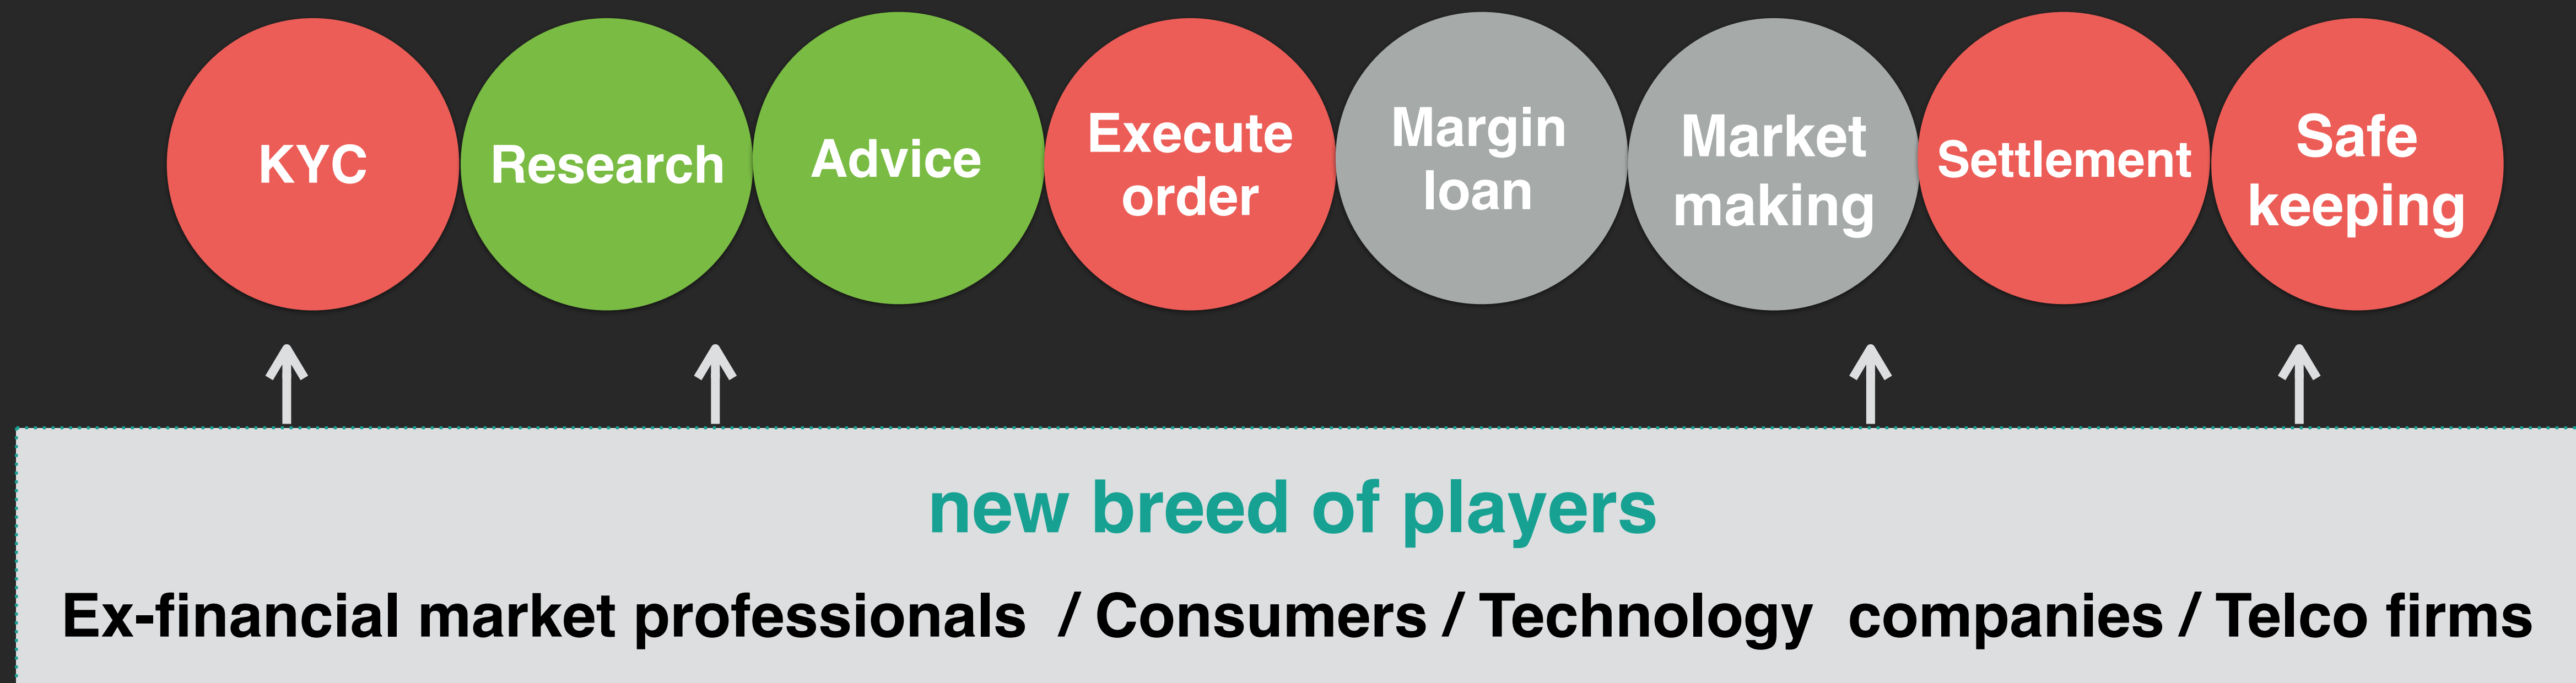 KYC
Research
Advice
Execute
order
Margin
loan
Market
making
Settlement
Safe
keeping
new breed of players
Ex-financial market professionals / Consumers / Technology companies / Telco firms